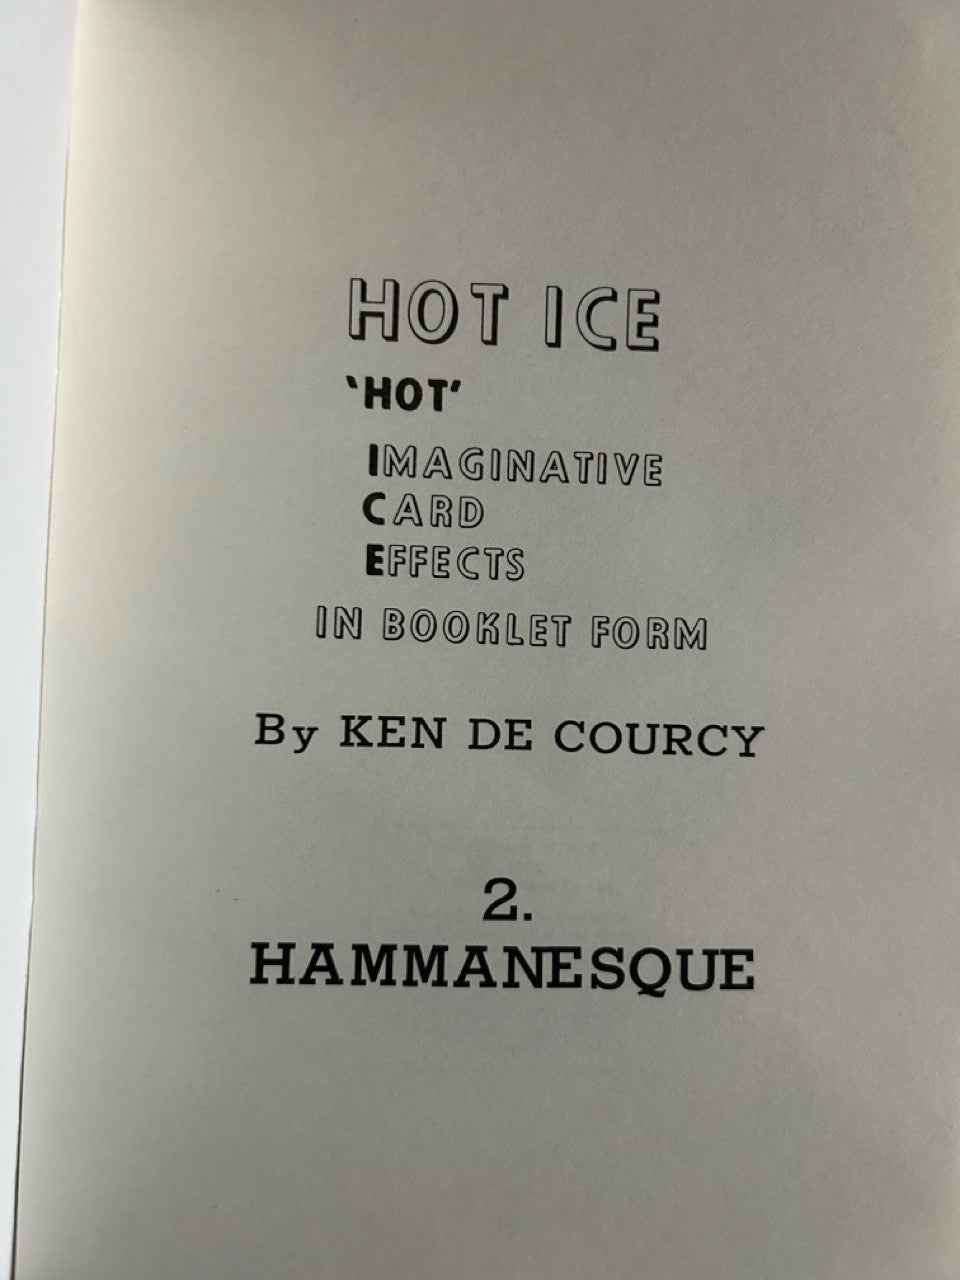 HOT ICE
'HOT'
IMAGINATIVE
CARD
EFFECTS
IN BOOKLET FORM
By KEN DE COURCY
2.
HAMMANESQUE